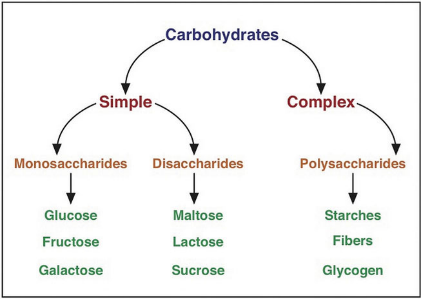 Carbohydrates
Simple Complex
Monosaccharides Disaccharides Polysaccharides
Glucose Maltose Starches
Fructose Lactose Fibers
Galactose Sucrose Glycogen